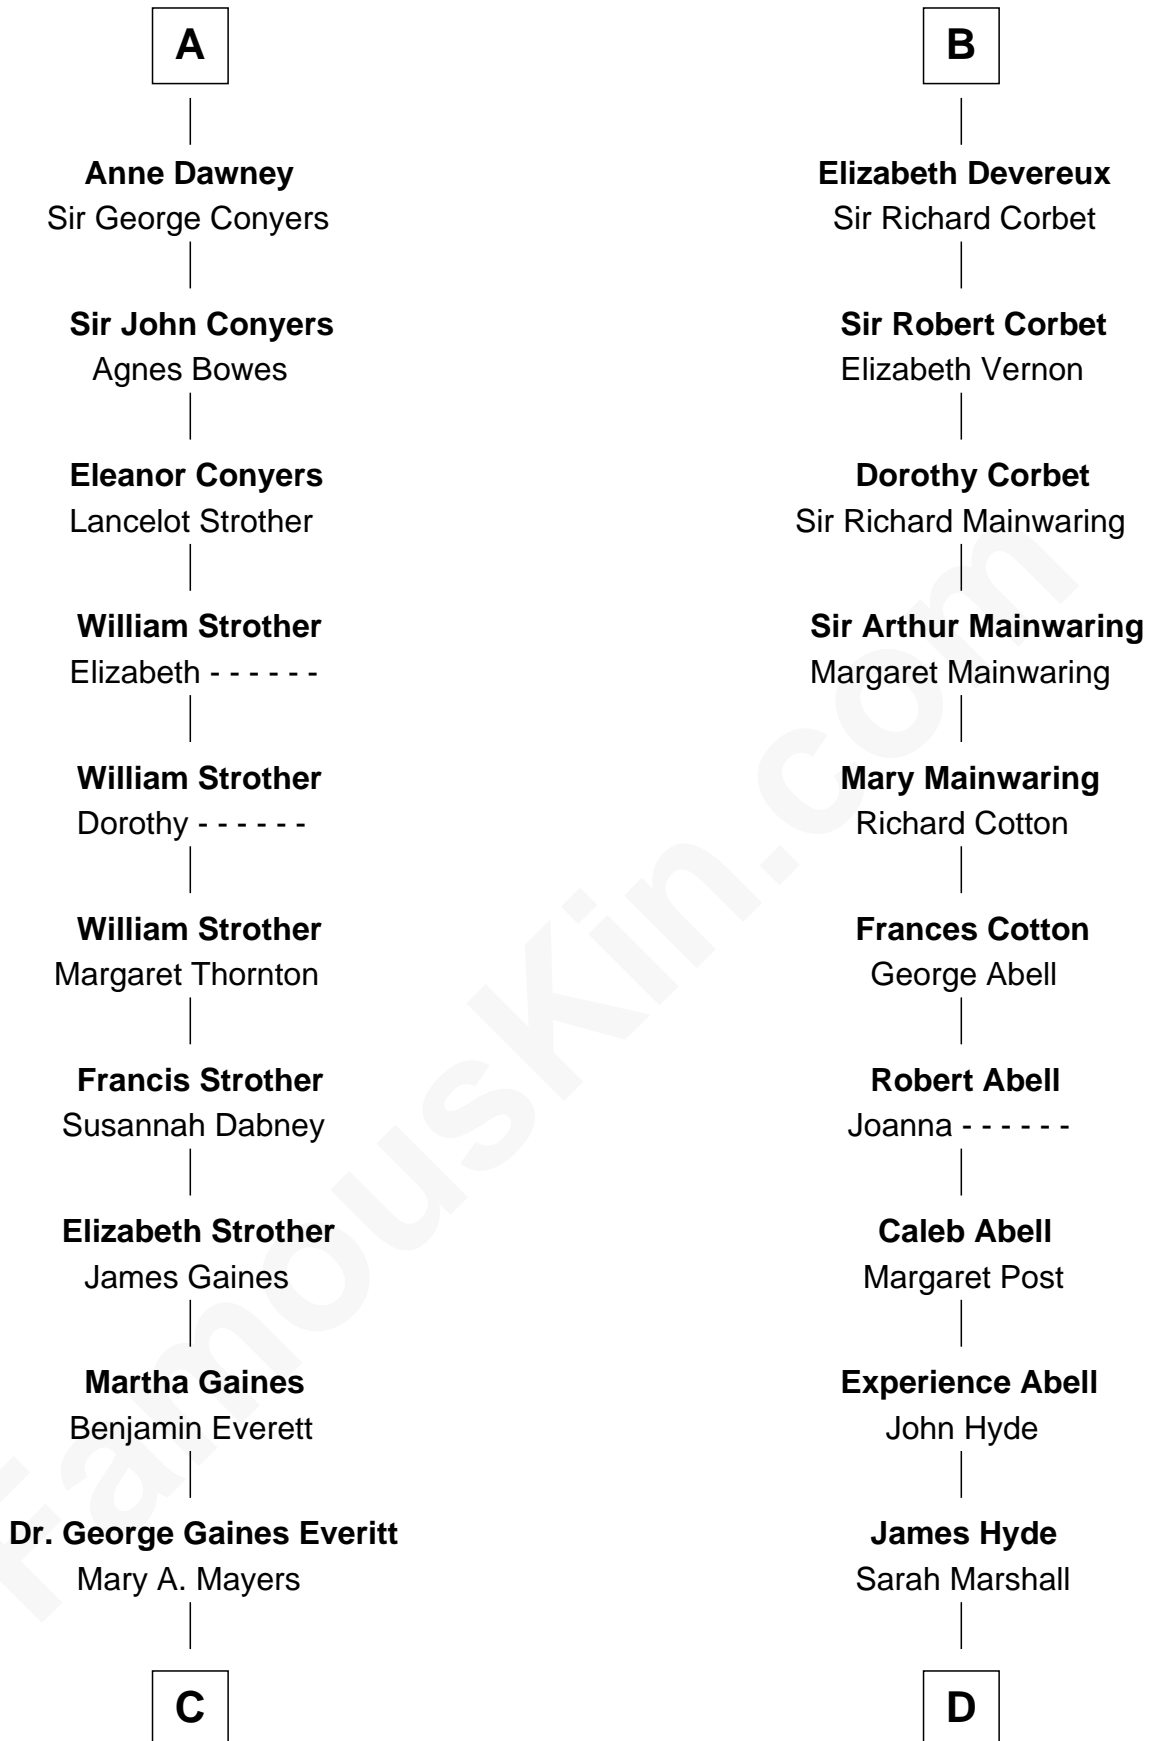 A
Anne Dawney
Sir George Conyers
Sir John Conyers
Agnes Bowes
Eleanor Conyers
Lancelot Strother
William Strother
Elizabeth - - - - - -
William Strother
Dorothy - - - - - -
William Strother
Margaret Thornton
Francis Strother
Susannah Dabney
Elizabeth Strother
James Gaines
Martha Gaines
Benjamin Everett
Dr. George Gaines Everitt
Mary A. Mayers
C
B
Elizabeth Devereux
Sir Richard Corbet
Sir Robert Corbet
Elizabeth Vernon
Dorothy Corbet
Sir Richard Mainwaring
Sir Arthur Mainwaring
Margaret Mainwaring
Mary Mainwaring
Richard Cotton
Frances Cotton
George Abell
Robert Abell
Joanna - - - - - -
Caleb Abell
Margaret Post
Experience Abell
John Hyde
James Hyde
Sarah Marshall
D
FamousKin.com